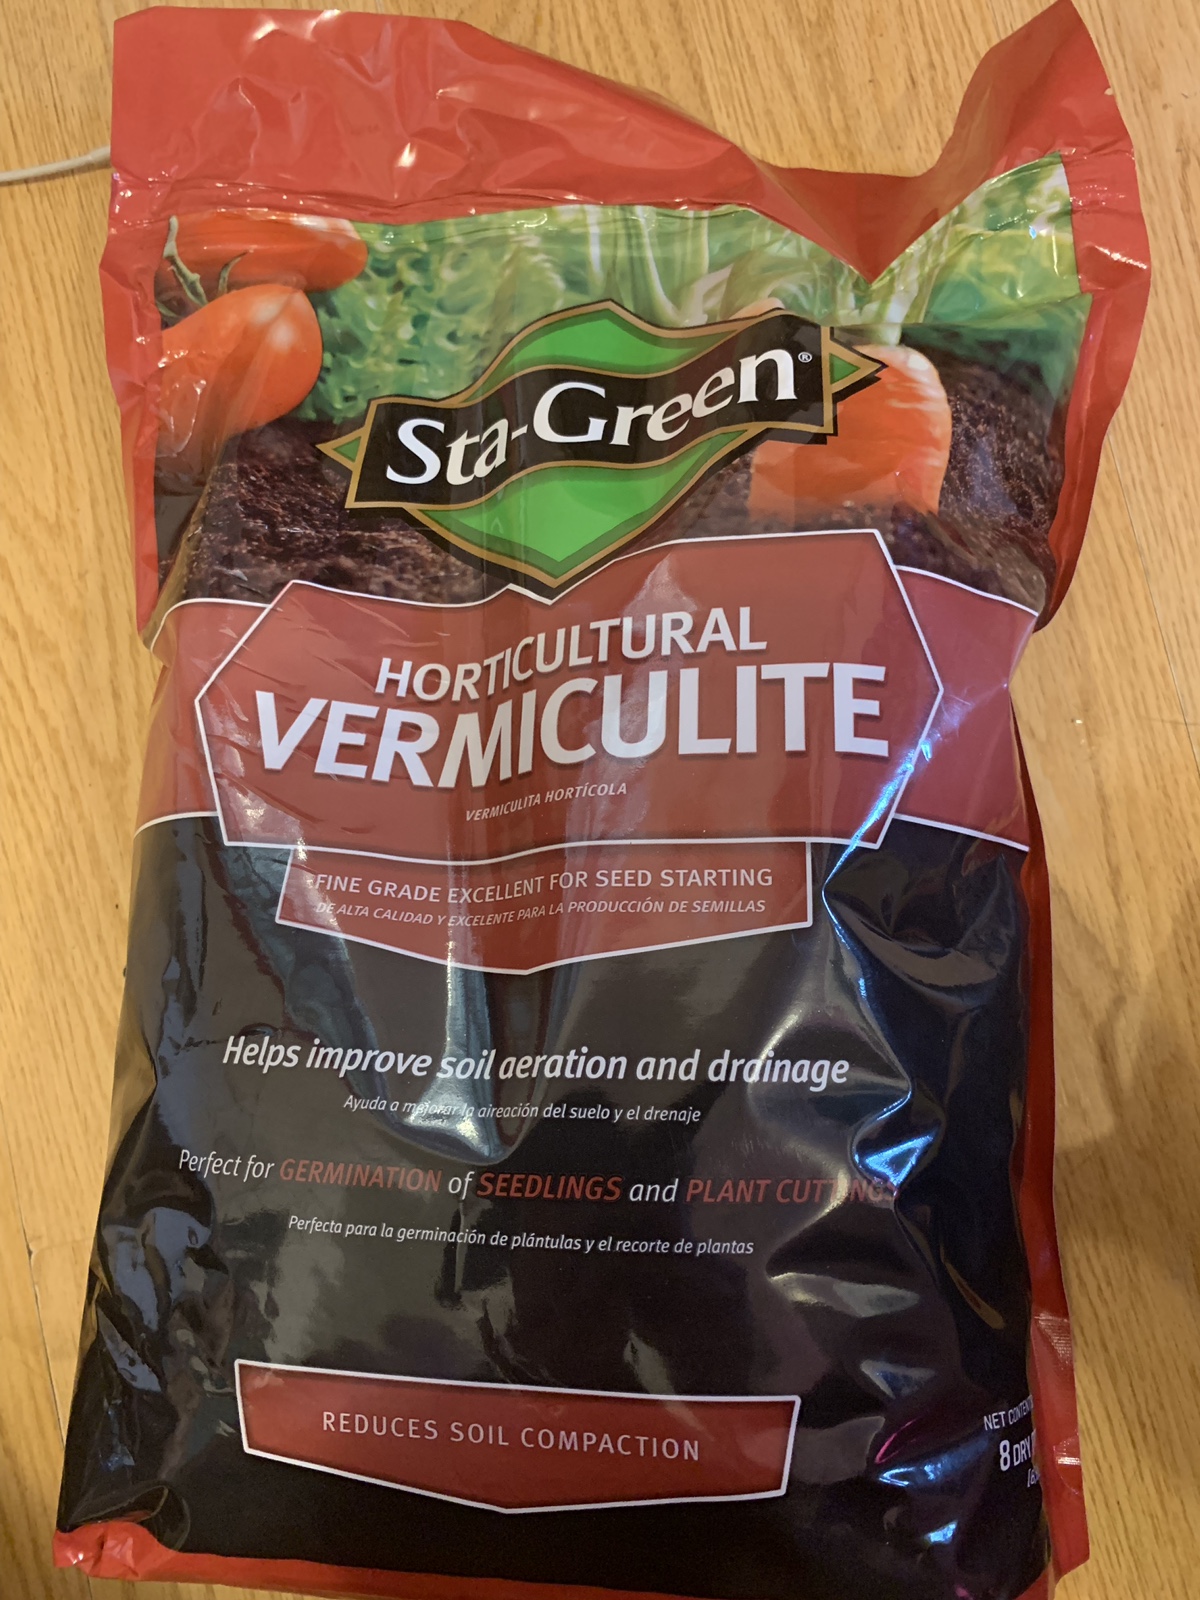 Sta-Green®
HORTICULTURAL
VERMICULITE
VERMICULITA HORTÍCOLA
FINE GRADE EXCELLENT FOR SEED STARTING
DE ALTA CALIDAD Y EXCELENTE PARA LA PRODUCCIÓN DE SEMILLAS
Helps improve soil aeration and drainage
Ayuda a mejorar la aireación del suelo y el drenaje
Perfect for GERMINATION of SEEDLINGS and PLANT CUTTINGS
Perfecta para la germinación de plántulas y el recorte de plantas
REDUCES SOIL COMPACTION
NET
8 DRY